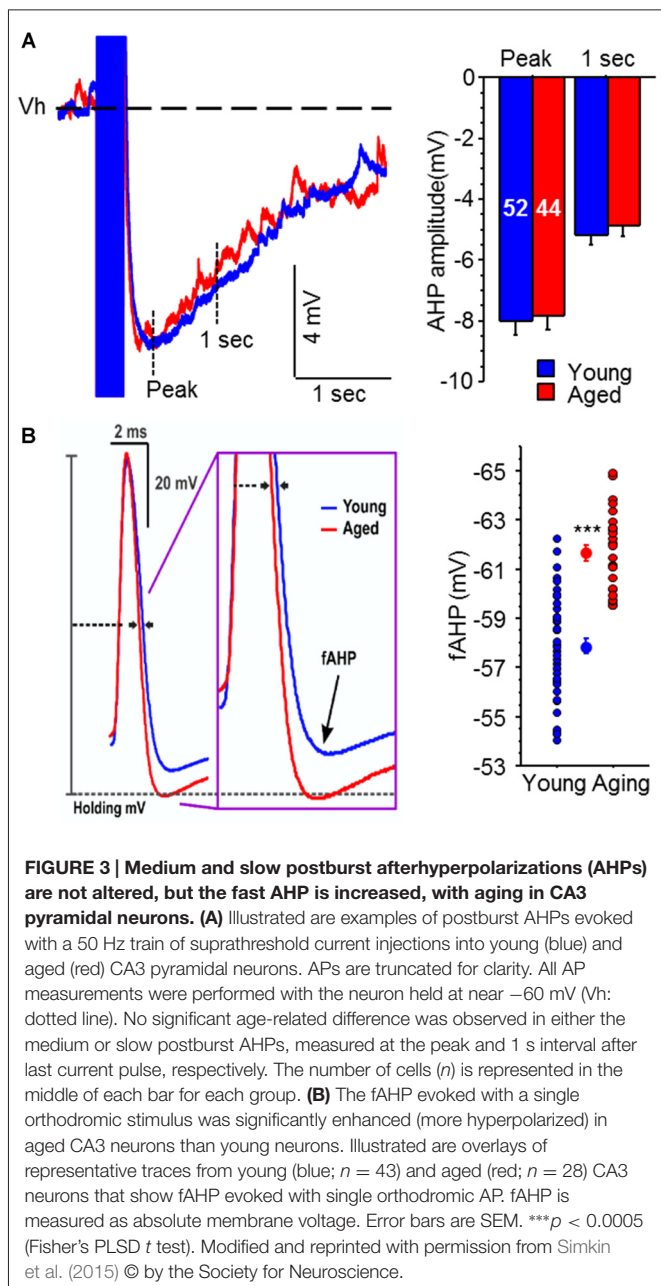 A
Vh
Peak
1 sec
4 mV
1 sec
Peak 1 sec
AHP amplitude(mV)
0
-2
-4
-6
-8
-10
52 44
Young
Aged
B
2 ms
20 mV
Young
Aged
fAHP
Holding mV
fAHP (mV)
-65
-63
-61
-59
-57
-55
-53
***
Young Aging
FIGURE 3 | Medium and slow postburst afterhyperpolarizations (AHPs)
are not altered, but the fast AHP is increased, with aging in CA3
pyramidal neurons. (A) Illustrated are examples of postburst AHPs evoked
with a 50 Hz train of suprathreshold current injections into young (blue) and
aged (red) CA3 pyramidal neurons. APs are truncated for clarity. All AP
measurements were performed with the neuron held at near −60 mV (Vh:
dotted line). No significant age-related difference was observed in either the
medium or slow postburst AHPs, measured at the peak and 1 s interval after
last current pulse, respectively. The number of cells (n) is represented in the
middle of each bar for each group. (B) The fAHP evoked with a single
orthodromic stimulus was significantly enhanced (more hyperpolarized) in
aged CA3 neurons than young neurons. Illustrated are overlays of
representative traces from young (blue; n = 43) and aged (red; n = 28) CA3
neurons that show fAHP evoked with single orthodromic AP. fAHP is
measured as absolute membrane voltage. Error bars are SEM. ***p < 0.0005
(Fisher's PLSD t test). Modified and reprinted with permission from Simkin
et al. (2015) © by the Society for Neuroscience.